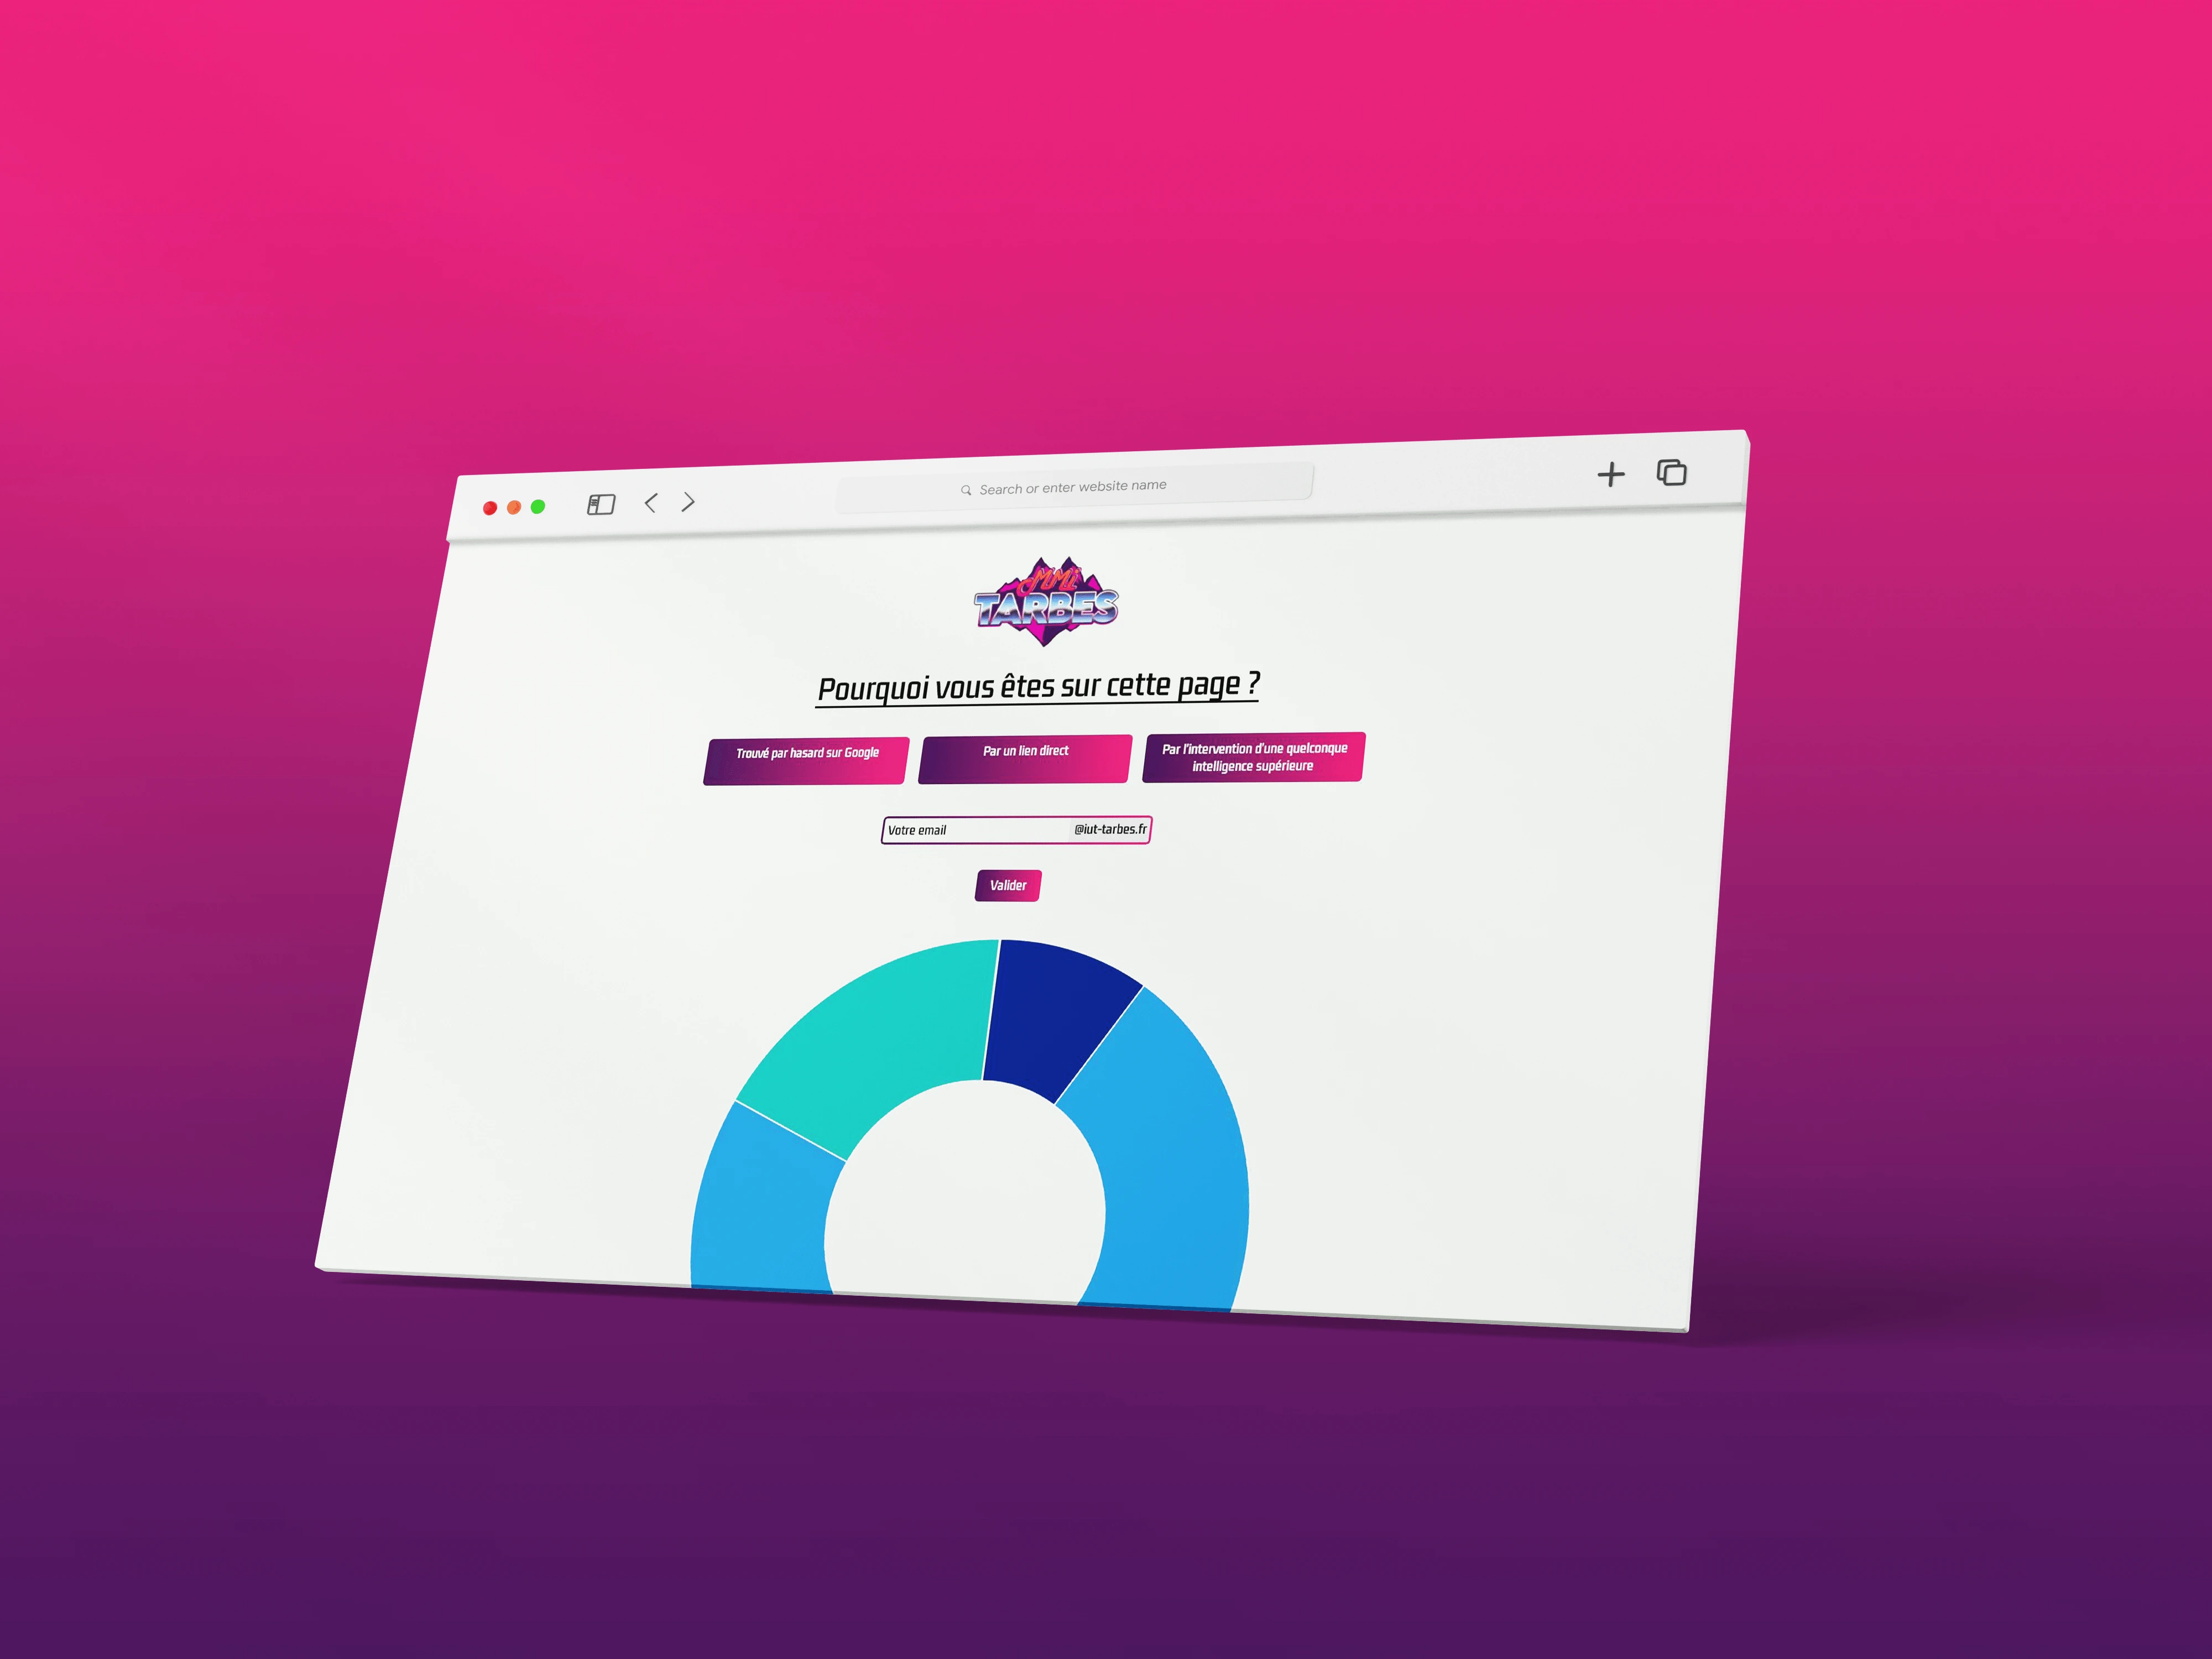 Search or enter website name
MMI
TARBES
Pourquoi vous êtes sur cette page ?
Trouvé par hasard sur Google
Par un lien direct
Par l'intervention d'une quelconque
intelligence supérieure
Votre email
@iut-tarbes.fr
Valider